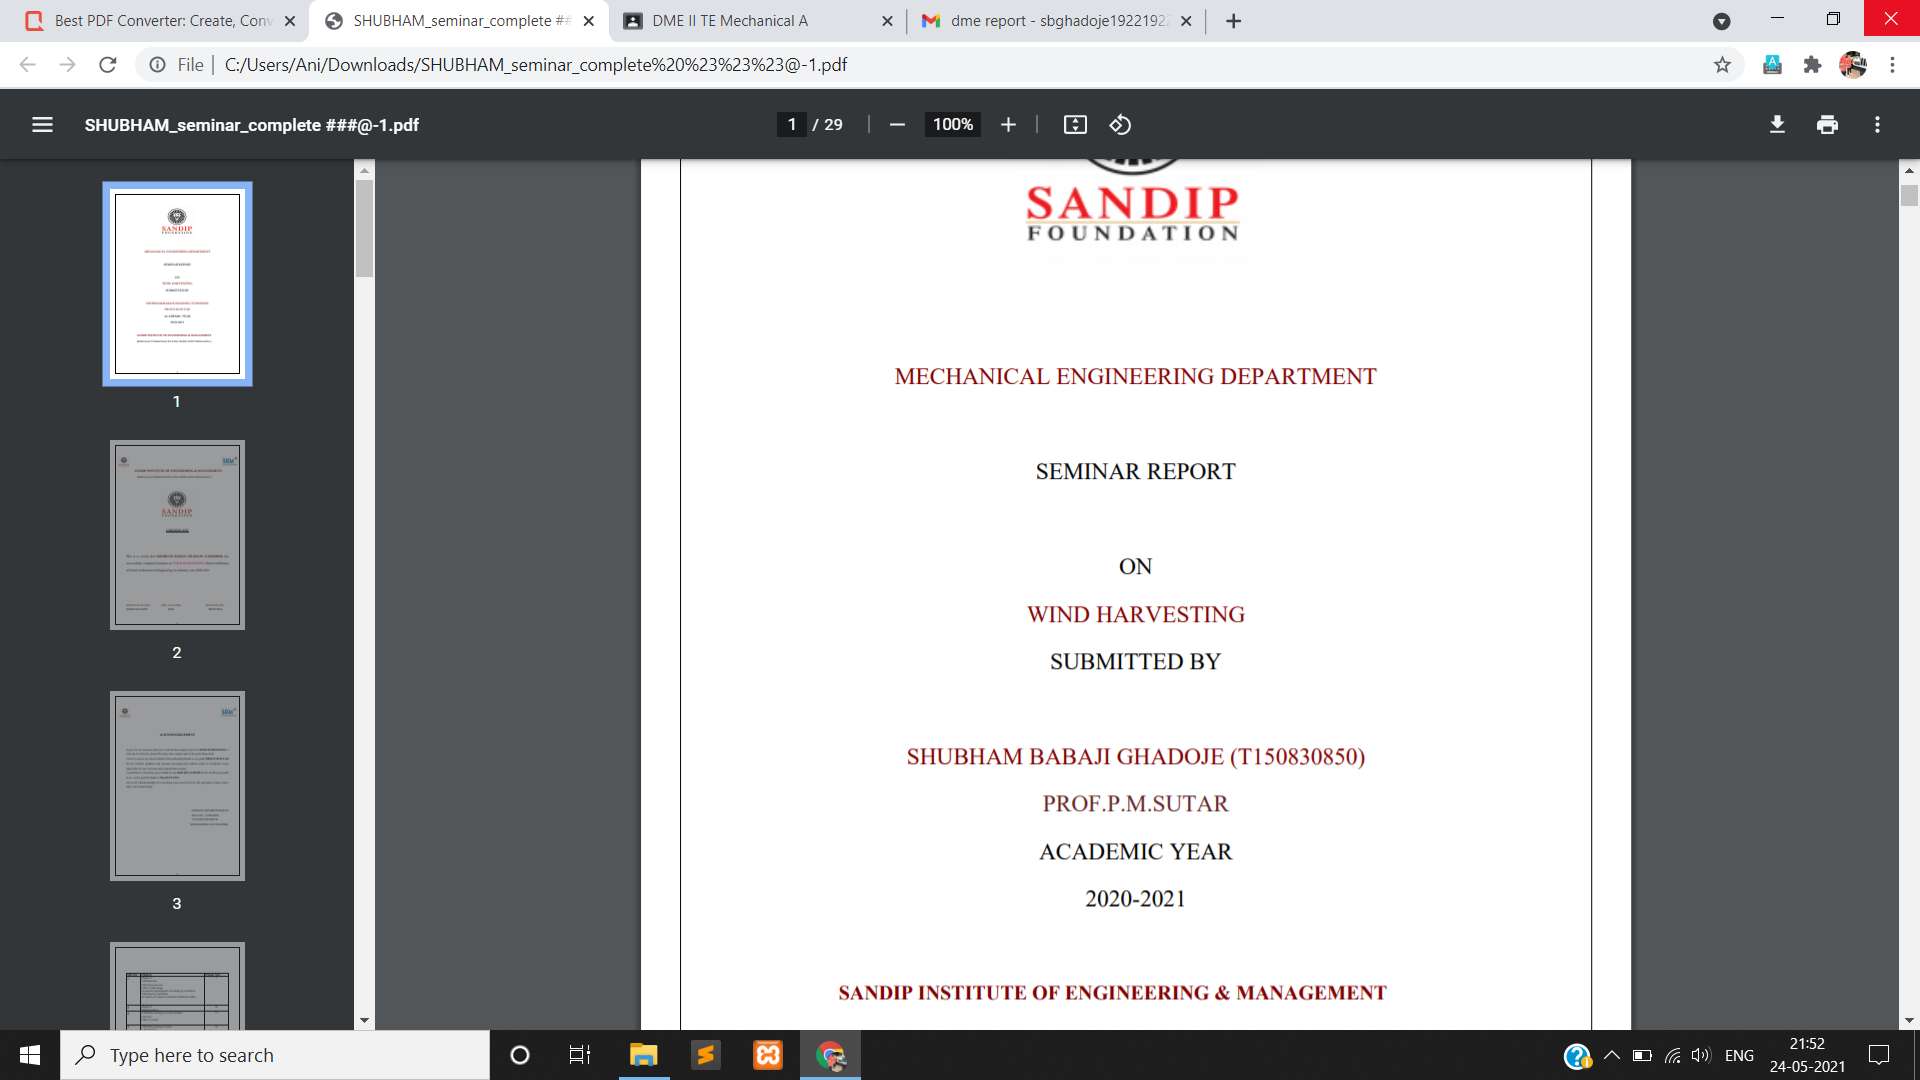 Best PDF Converter: Create, Conv
SHUBHAM_seminar_complete ##
DME II TE Mechanical A
dme report - sbghadoje1922192
File
C:/Users/Ani/Downloads/SHUBHAM_seminar_complete%20%23%23%23@-1.pdf
SHUBHAM_seminar_complete ###@-1.pdf
1 / 29
100%
SANDIP
FOUNDATION
MECHANICAL ENGINEERING DEPARTMENT
SEMINAR REPORT
ON
WIND HARVESTING
SUBMITTED BY
SHUBHAM BABAJI GHADOJE (T150830850)
PROF.P.M.SUTAR
ACADEMIC YEAR
2020-2021
SANDIP INSTITUTE OF ENGINEERING & MANAGEMENT
SANDIP
1
SANDIP
2
3
Type here to search
ENG
21:52
24-05-2021